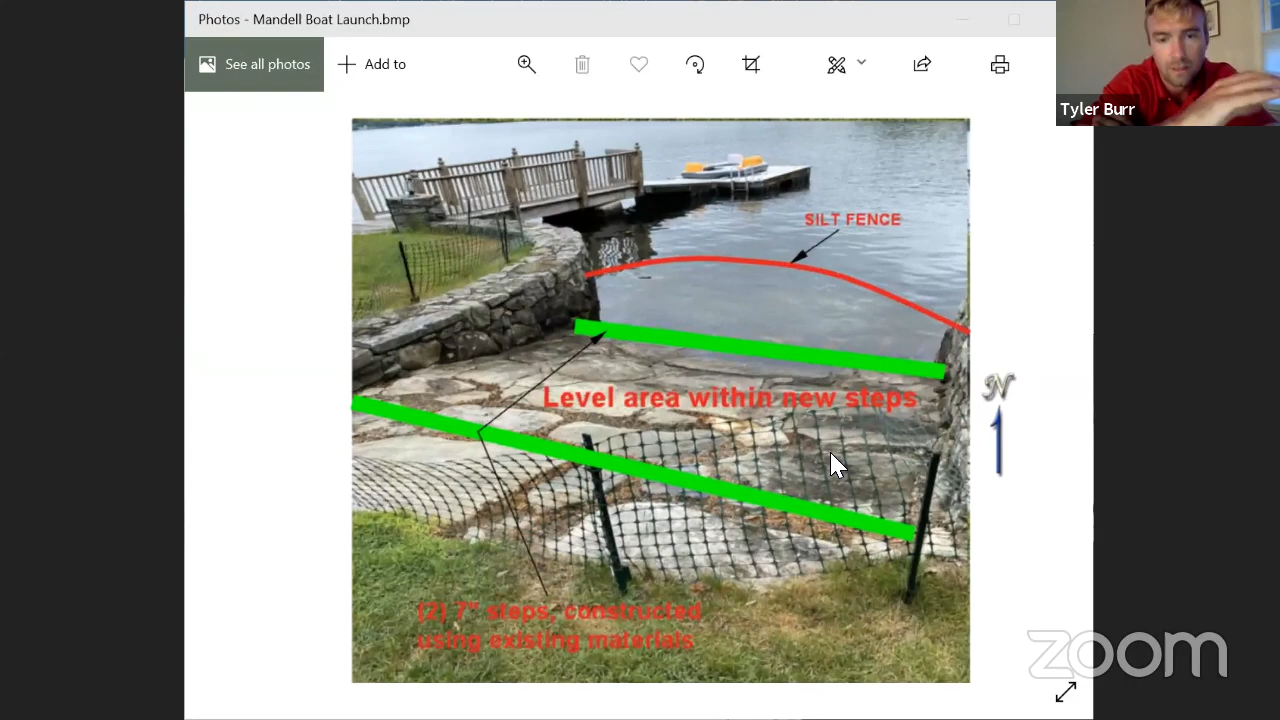 Photos - Mandell Boat Launch.bmp
See all photos
Add to
Tyler Burr
SILT FENCE
Level area within new steps
N
(2) 7" steps, constructed
using existing materials
zoom